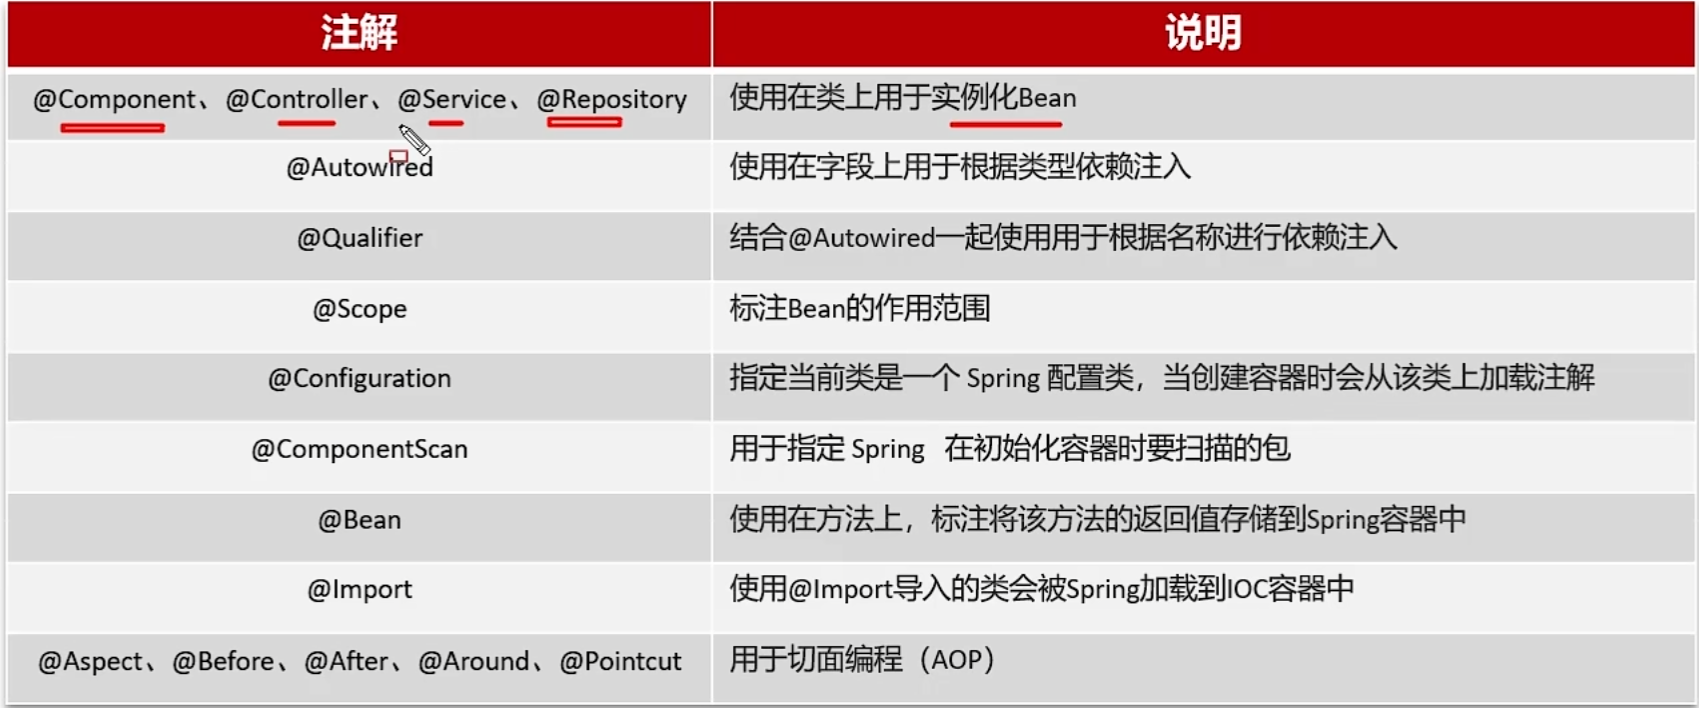 注解 说明
@Component、@Controller、@Service、@Repository 使用在类上用于实例化Bean
@Autowired 使用在字段上用于根据类型依赖注入
@Qualifier 结合@Autowired一起使用用于根据名称进行依赖注入
@Scope 标注Bean的作用范围
@Configuration 指定当前类是一个 Spring 配置类，当创建容器时会从该类上加载注解
@ComponentScan 用于指定 Spring 在初始化容器时要扫描的包
@Bean 使用在方法上，标注将该方法的返回值存储到Spring容器中
@Import 使用@Import导入的类会被Spring加载到IOC容器中
@Aspect、@Before、@After、@Around、@Pointcut 用于切面编程（AOP）